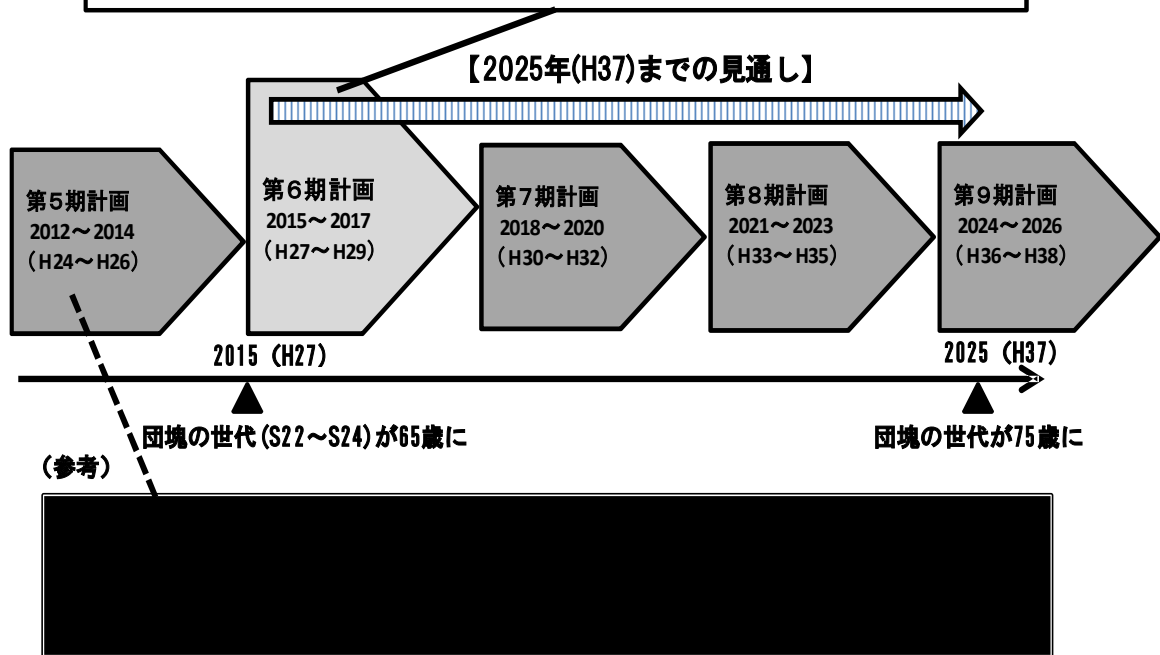 【2025年(H37)までの見通し】
第5期計画
2012～2014
（H24～H26）
第6期計画
2015～2017
（H27～H29）
第7期計画
2018～2020
（H30～H32）
第8期計画
2021～2023
（H33～H35）
第9期計画
2024～2026
（H36～H38）
2015（H27）
2025（H37）
団塊の世代(S22～S24)が65歳に
団塊の世代が75歳に
（参考）